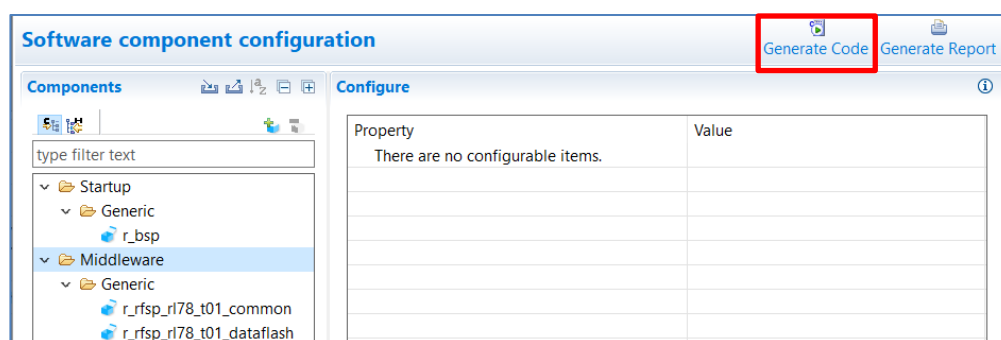 Software component configuration
Generate Code Generate Report
Components
Configure
type filter text
Property Value
There are no configurable items.
Startup
Generic
r_bsp
Middleware
Generic
r_rfsp_rl78_t01_common
r_rfsp_rl78_t01_dataflash